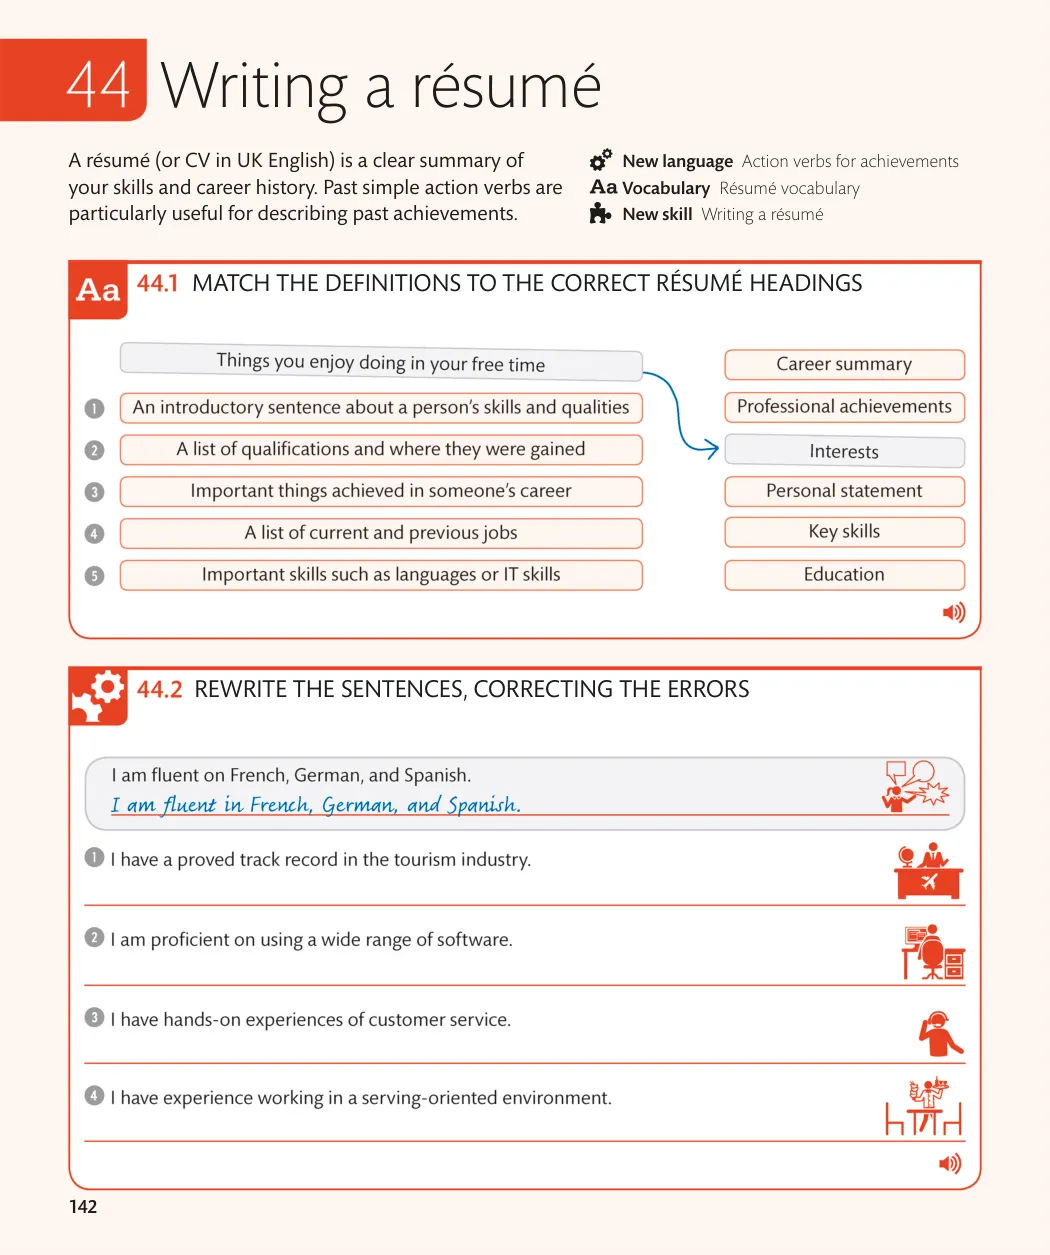 44 Writing a résumé
A résumé (or CV in UK English) is a clear summary of
your skills and career history. Past simple action verbs are
particularly useful for describing past achievements.
New language Action verbs for achievements
Aa Vocabulary Résumé vocabulary
New skill Writing a résumé
Aa 44.1 MATCH THE DEFINITIONS TO THE CORRECT RÉSUMÉ HEADINGS
Things you enjoy doing in your free time
1 An introductory sentence about a person's skills and qualities
2 A list of qualifications and where they were gained
3 Important things achieved in someone's career
4 A list of current and previous jobs
5 Important skills such as languages or IT skills
Career summary
Professional achievements
Interests
Personal statement
Key skills
Education
44.2 REWRITE THE SENTENCES, CORRECTING THE ERRORS
I am fluent on French, German, and Spanish.
I am fluent in French, German, and Spanish.
1 I have a proved track record in the tourism industry.
2 I am proficient on using a wide range of software.
3 I have hands-on experiences of customer service.
4 I have experience working in a serving-oriented environment.
142